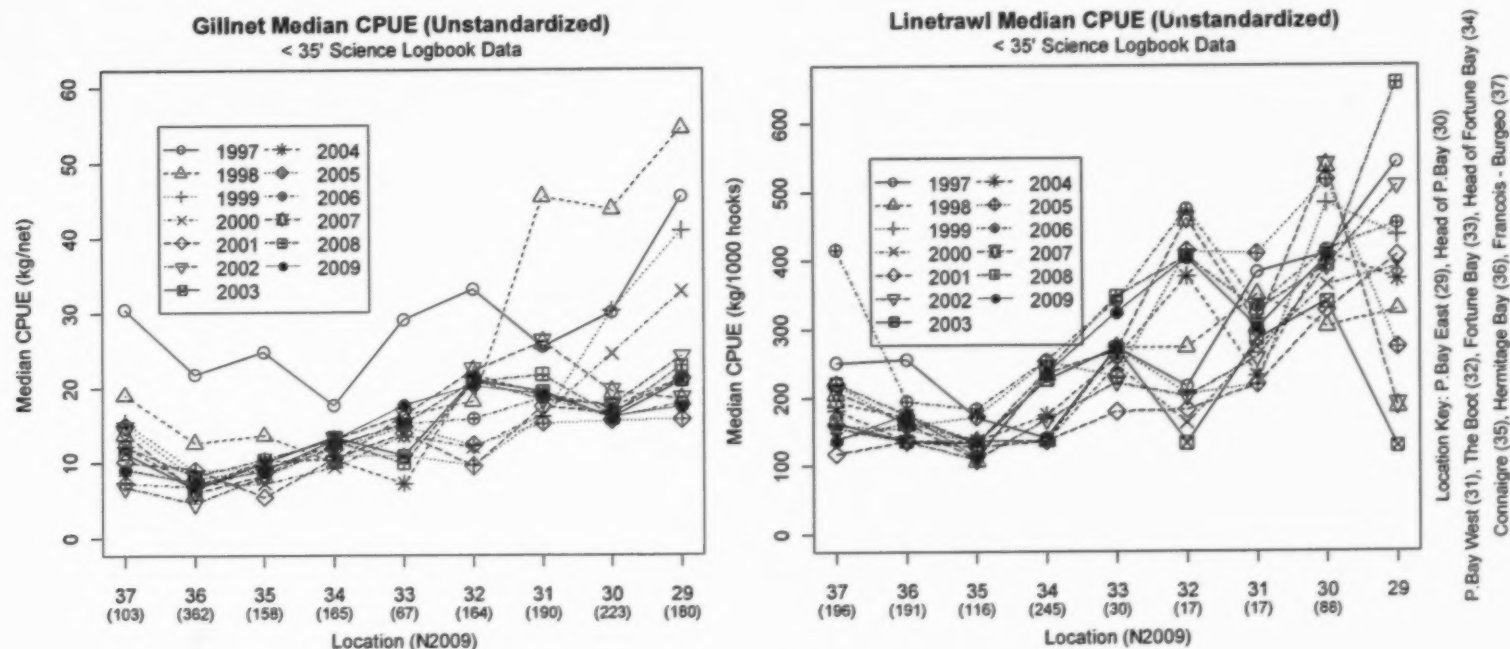 Gillnet Median CPUE (Unstandardized)
< 35' Science Logbook Data
Median CPUE (kg/net)
60
50
40
30
20
10
0
1997
1998
1999
2000
2001
2002
2003
2004
2005
2006
2007
2008
2009
37 36 35 34 33 32 31 30 29
(103) (362) (158) (185) (67) (164) (190) (223) (180)
Location (N2009)
Linetrawl Median CPUE (Unstandardized)
< 35' Science Logbook Data
Median CPUE (kg/1000 hooks)
600
500
400
300
200
100
0
1997
1998
1999
2000
2001
2002
2003
2004
2005
2006
2007
2008
2009
37 36 35 34 33 32 31 30 29
(196) (191) (116) (245) (30) (17) (17) (86)
Location (N2009)
Location Key: P.Bay East (29), Head of P.Bay (30)
P.Bay West (31), The Boot (32), Fortune Bay (33), Head of Fortune Bay (34)
Connaigre (35), Hermitage Bay (36), Francois - Burgeo (37)